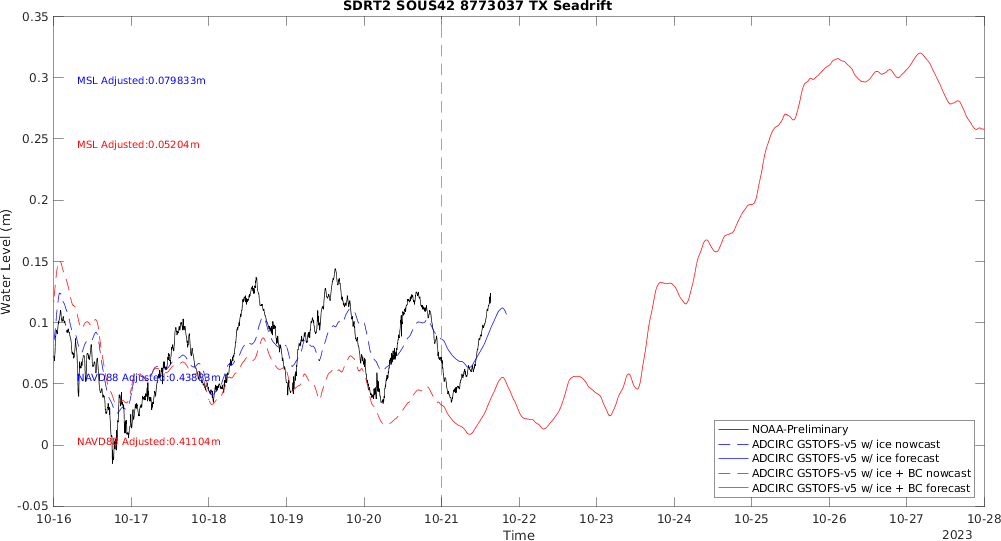 SDRT2 SOUS42 8773037 TX Seadrift
0.35
0.3
0.25
0.2
0.15
0.1
0.05
0
-0.05
Water Level (m)
MSL Adjusted:0.079833m
MSL Adjusted:0.05204m
NAVD88 Adjusted:0.43883m
NAVD88 Adjusted:0.41104m
NOAA-Preliminary
ADCIRC GSTOFS-v5 w/ ice nowcast
ADCIRC GSTOFS-v5 w/ ice forecast
ADCIRC GSTOFS-v5 w/ ice + BC nowcast
ADCIRC GSTOFS-v5 w/ ice + BC forecast
10-16 10-17 10-18 10-19 10-20 10-21 10-22 10-23 10-24 10-25 10-26 10-27 10-28
Time
2023